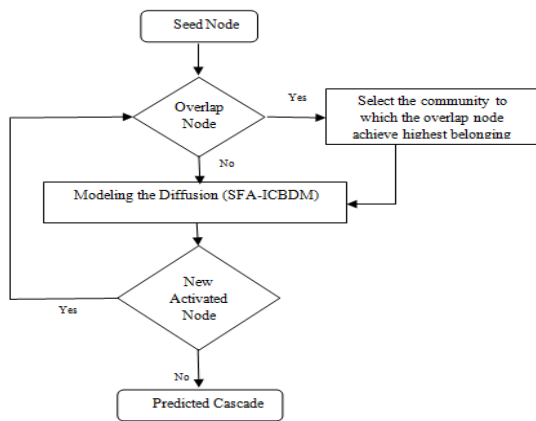 Seed Node
Overlap
Node
Yes
Select the community to
which the overlap node
achieve highest belonging
No
Modeling the Diffusion (SFA-ICBDM)
New
Activated
Node
Yes
No
Predicted Cascade